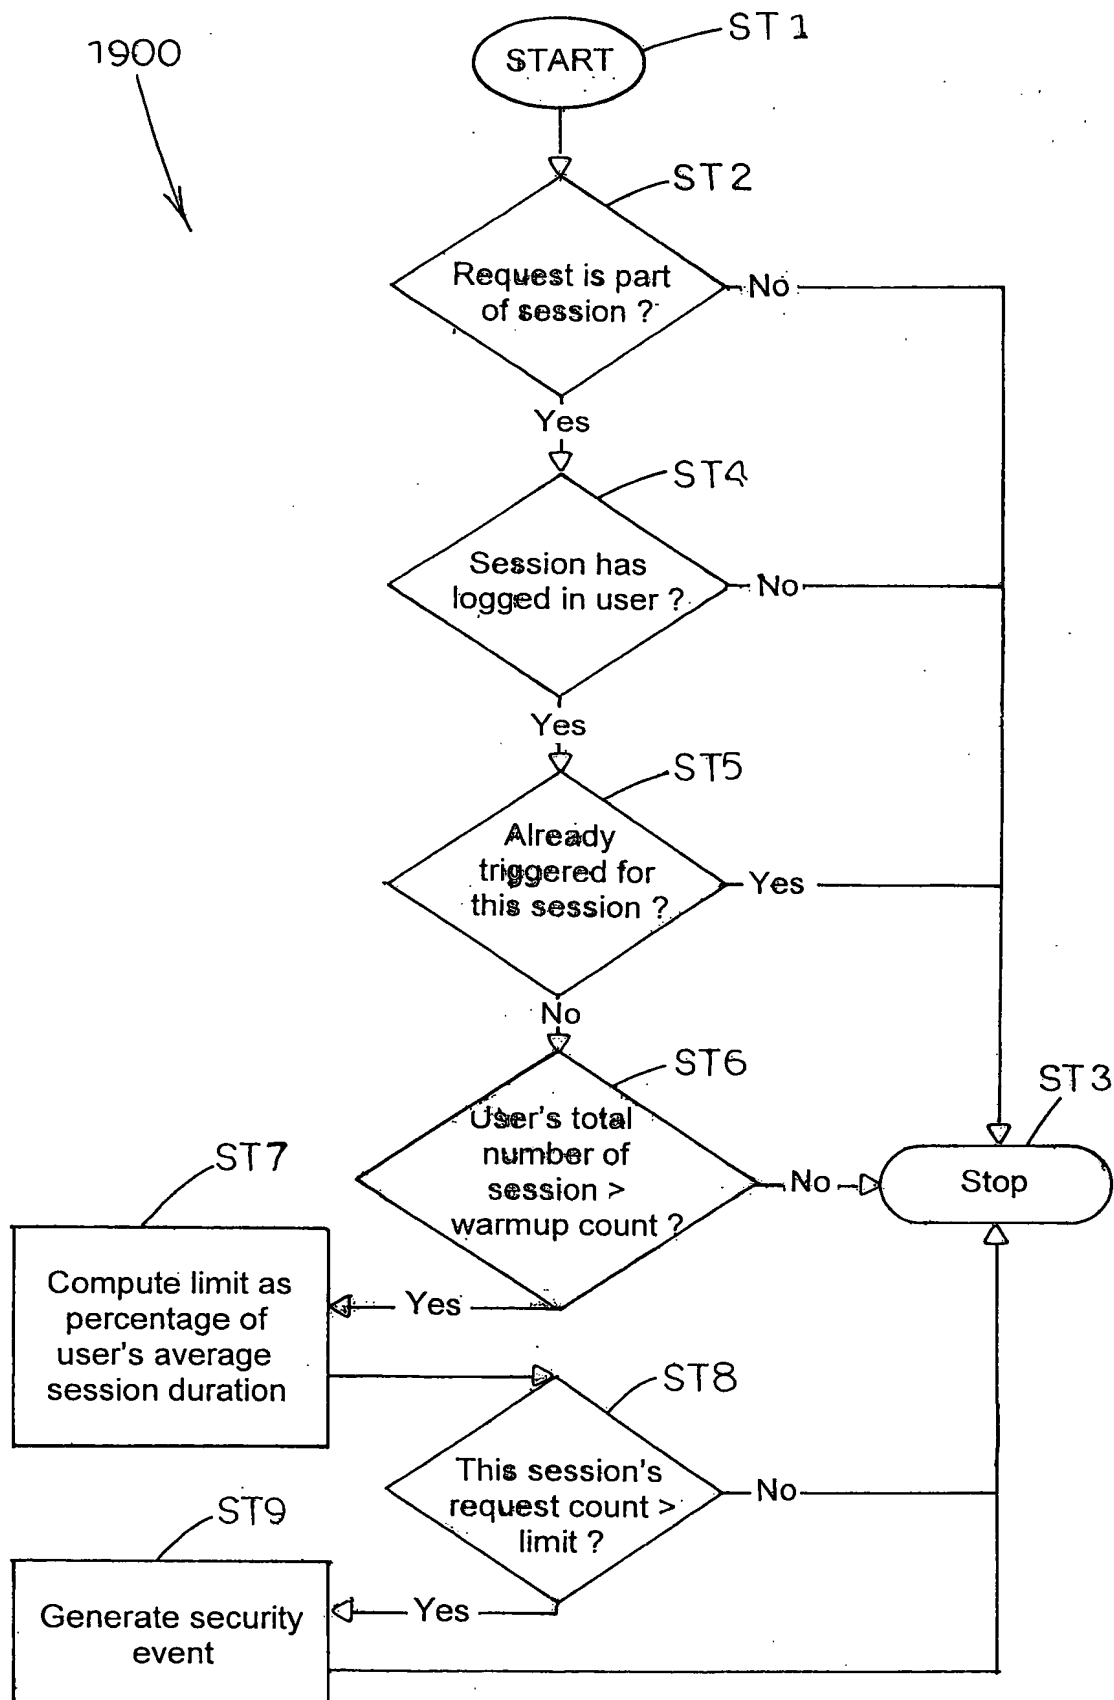 1900
ST1
START
ST2
Request is part
of session ?
No
Yes
ST4
Session has
logged in user ?
No
Yes
ST5
Already
triggered for
this session ?
Yes
No
ST6
User's total
number of
session >
warmup count ?
No
ST3
Stop
ST7
Yes
Compute limit as
percentage of
user's average
session duration
ST8
This session's
request count >
limit ?
No
ST9
Yes
Generate security
event